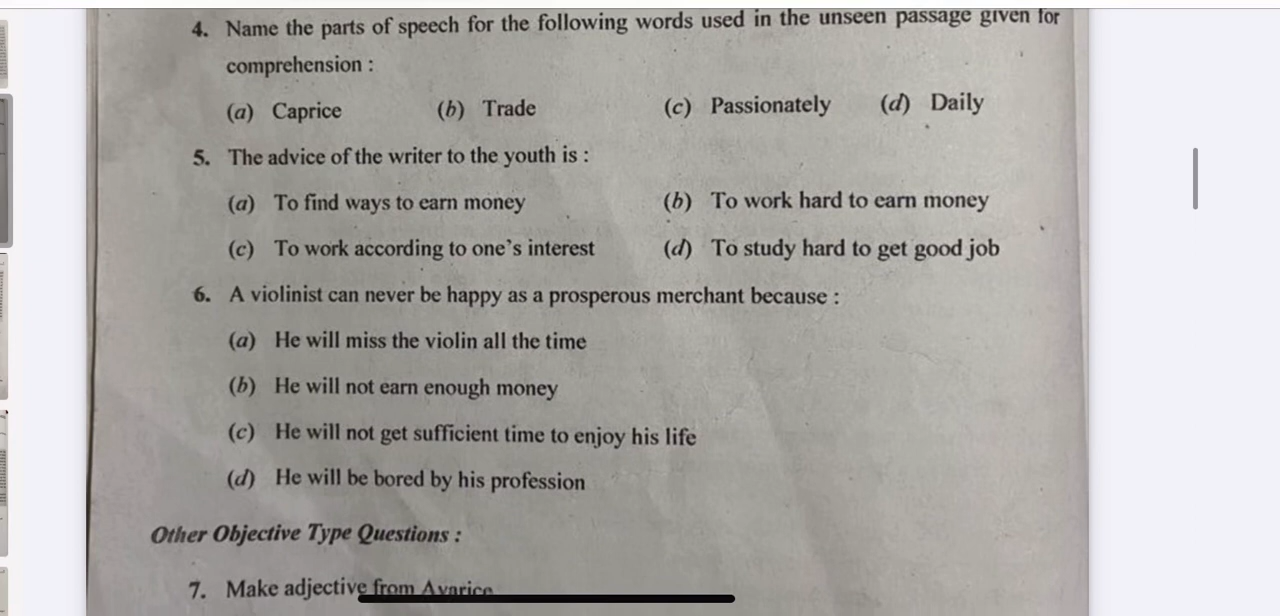 4. Name the parts of speech for the following words used in the unseen passage given for
comprehension :
(a) Caprice (b) Trade (c) Passionately (d) Daily
5. The advice of the writer to the youth is :
(a) To find ways to earn money (b) To work hard to earn money
(c) To work according to one's interest (d) To study hard to get good job
6. A violinist can never be happy as a prosperous merchant because :
(a) He will miss the violin all the time
(b) He will not earn enough money
(c) He will not get sufficient time to enjoy his life
(d) He will be bored by his profession
Other Objective Type Questions :
7. Make adjective from Avarice